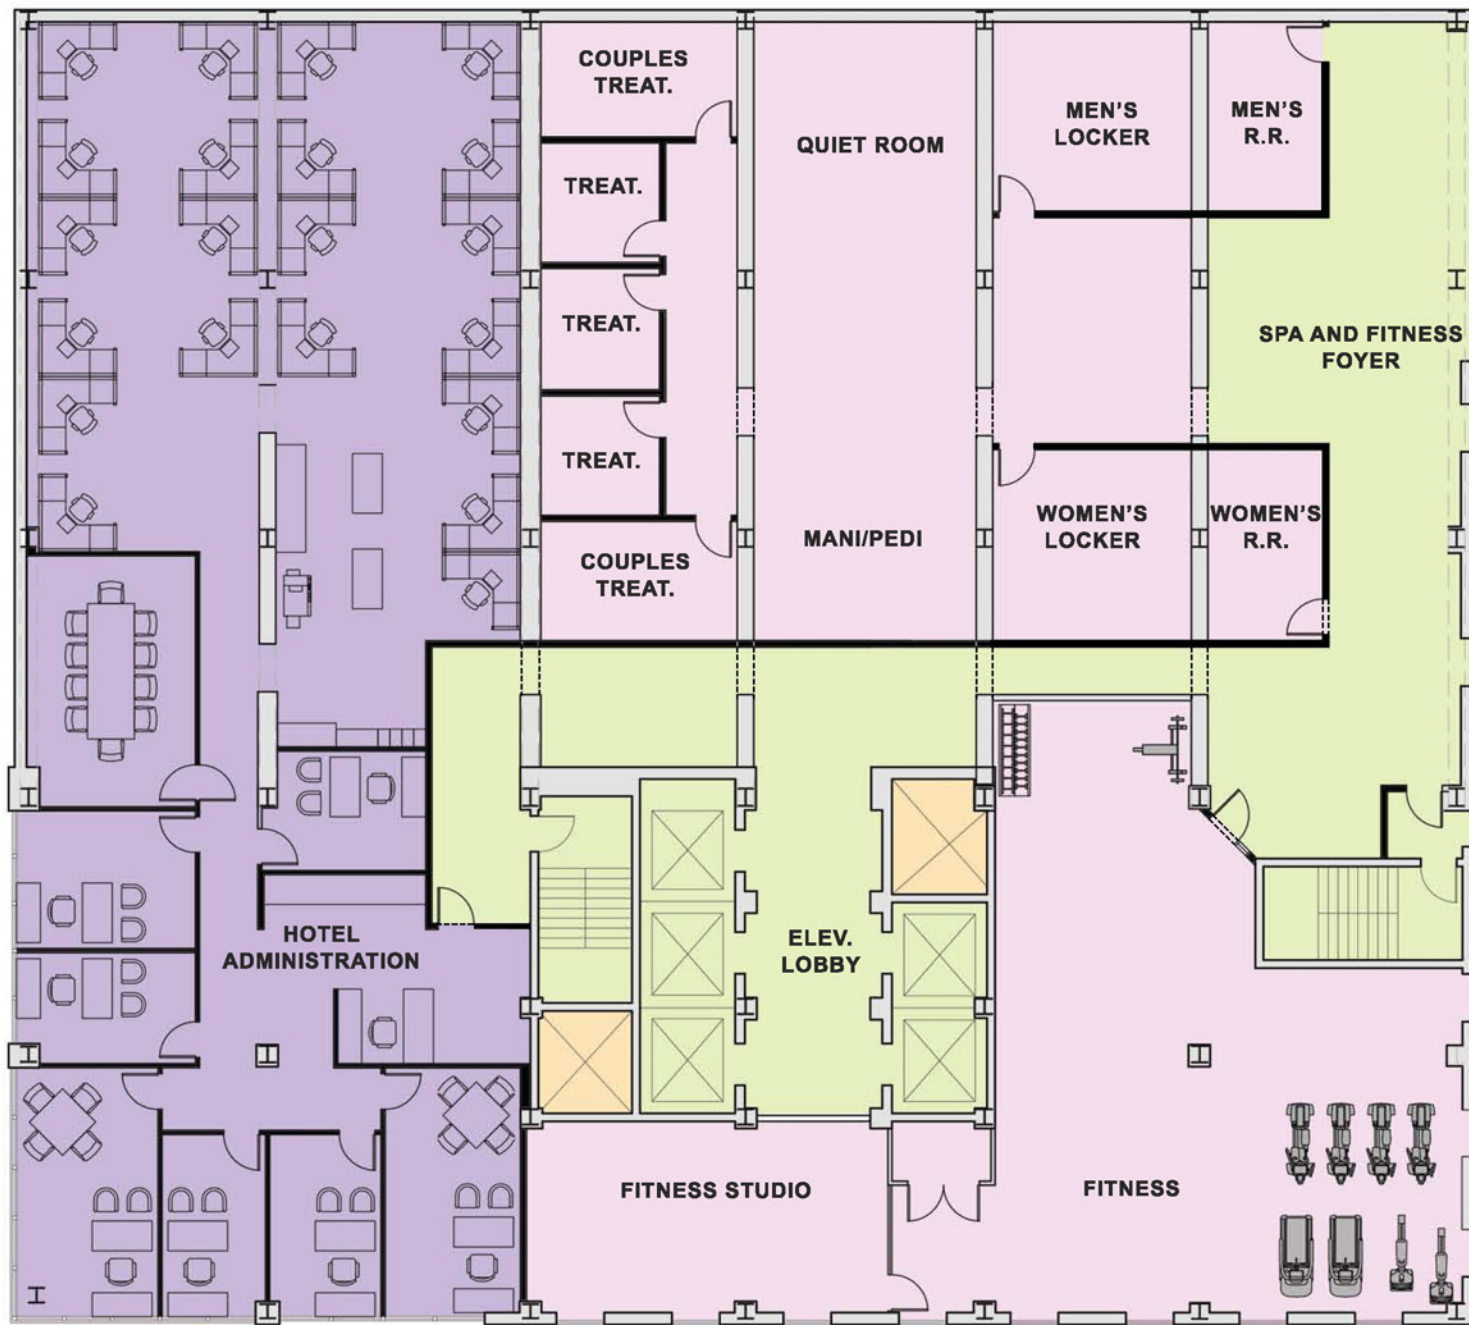 COUPLES
TREAT.
QUIET ROOM
MEN'S
LOCKER
MEN'S
R.R.
TREAT.
TREAT.
SPA AND FITNESS
FOYER
TREAT.
COUPLES
TREAT.
MANI/PEDI
WOMEN'S
LOCKER
WOMEN'S
R.R.
HOTEL
ADMINISTRATION
ELEV.
LOBBY
FITNESS STUDIO
FITNESS